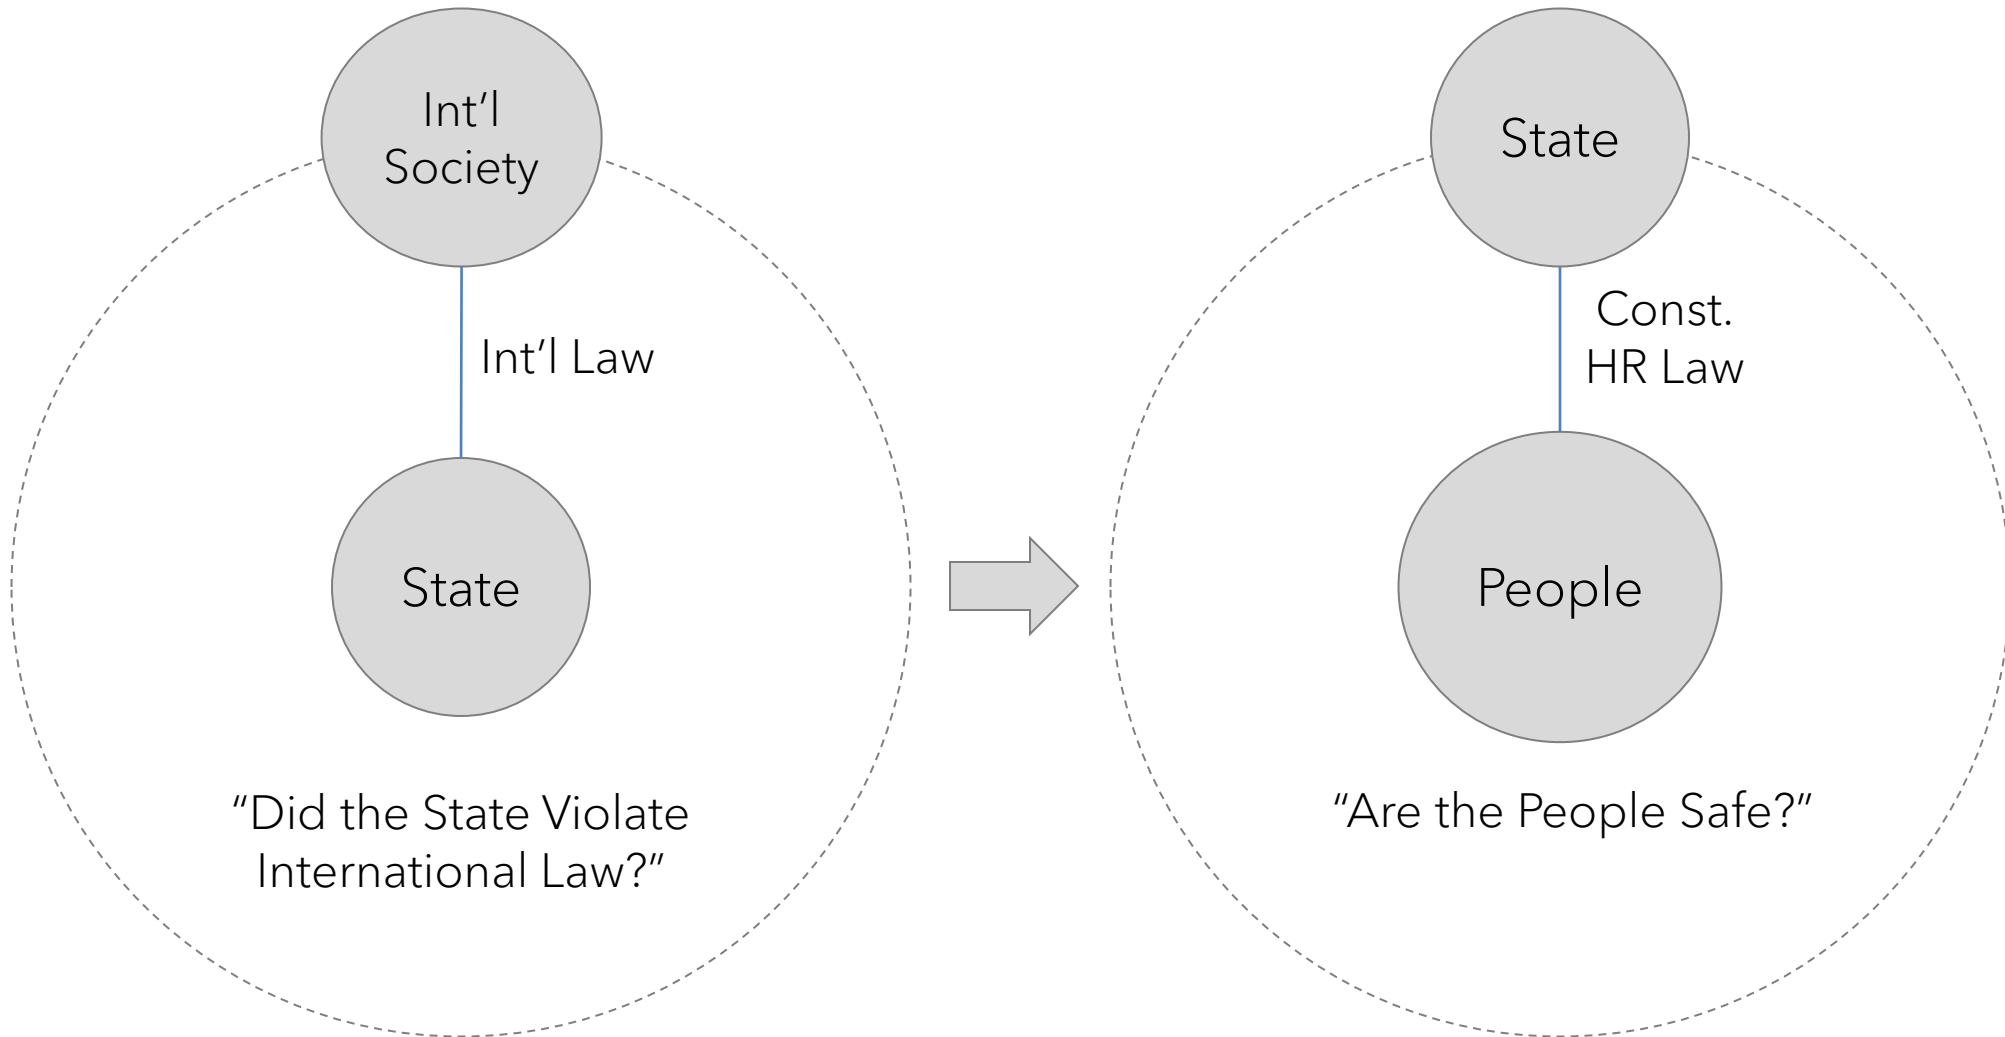 Int’l
Society
Int’l Law
State
“Did the State Violate
International Law?”
State
Const.
HR Law
People
“Are the People Safe?”